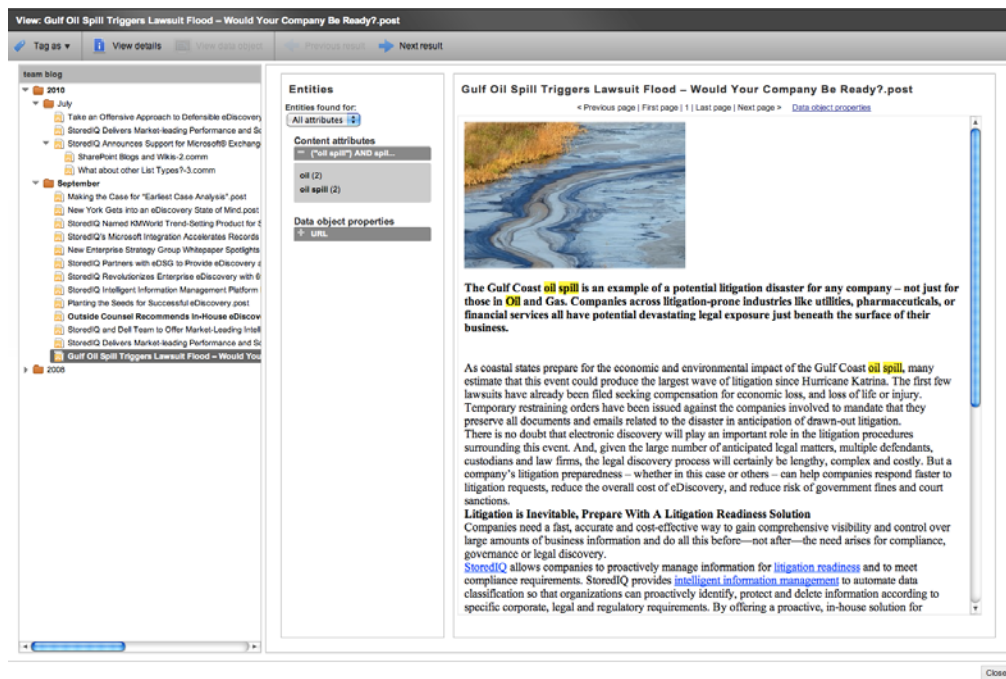 View: Gulf Oil Spill Triggers Lawsuit Flood – Would Your Company Be Ready?.post
Tag as ▾ View details View data object Previous result Next result
team blog
2010
July
Take an Offensive Approach to Defensible eDiscovery
StoredIQ Delivers Market-leading Performance and Sc
StoredIQ Announces Support for Microsoft® Exchang
SharePoint Blogs and Wikis-2.comm
What about other List Types?-3.comm
September
Making the Case for "Earliest Case Analysis".post
New York Gets into an eDiscovery State of Mind.post
StoredIQ Named KMWorld Trend-Setting Product for S
StoredIQ's Microsoft Integration Accelerates Records
New Enterprise Strategy Group Whitepaper Spotlights
StoredIQ Partners with eDSG to Provide eDiscovery a
StoredIQ Revolutionizes Enterprise eDiscovery with 6
StoredIQ Intelligent Information Management Platform
Planting the Seeds for Successful eDiscovery.post
Outside Counsel Recommends In-House eDiscov
StoredIQ and Dell Team to Offer Market-Leading Intell
StoredIQ Delivers Market-leading Performance and Sc
Gulf Oil Spill Triggers Lawsuit Flood – Would You
2008
Entities
Entities found for:
All attributes
Content attributes
− ("oil spill") AND spil...
oil (2)
oil spill (2)
Data object properties
+ URL
Gulf Oil Spill Triggers Lawsuit Flood – Would Your Company Be Ready?.post
< Previous page | First page | 1 | Last page | Next page > Data object properties
The Gulf Coast oil spill is an example of a potential litigation disaster for any company – not just for
those in Oil and Gas. Companies across litigation-prone industries like utilities, pharmaceuticals, or
financial services all have potential devastating legal exposure just beneath the surface of their
business.
As coastal states prepare for the economic and environmental impact of the Gulf Coast oil spill, many
estimate that this event could produce the largest wave of litigation since Hurricane Katrina. The first few
lawsuits have already been filed seeking compensation for economic loss, and loss of life or injury.
Temporary restraining orders have been issued against the companies involved to mandate that they
preserve all documents and emails related to the disaster in anticipation of drawn-out litigation.
There is no doubt that electronic discovery will play an important role in the litigation procedures
surrounding this event. And, given the large number of anticipated legal matters, multiple defendants,
custodians and law firms, the legal discovery process will certainly be lengthy, complex and costly. But a
company's litigation preparedness – whether in this case or others – can help companies respond faster to
litigation requests, reduce the overall cost of eDiscovery, and reduce risk of government fines and court
sanctions.
Litigation is Inevitable, Prepare With A Litigation Readiness Solution
Companies need a fast, accurate and cost-effective way to gain comprehensive visibility and control over
large amounts of business information and do all this before—not after—the need arises for compliance,
governance or legal discovery.
StoredIQ allows companies to proactively manage information for litigation readiness and to meet
compliance requirements. StoredIQ provides intelligent information management to automate data
classification so that organizations can proactively identify, protect and delete information according to
specific corporate, legal and regulatory requirements. By offering a proactive, in-house solution for
Close